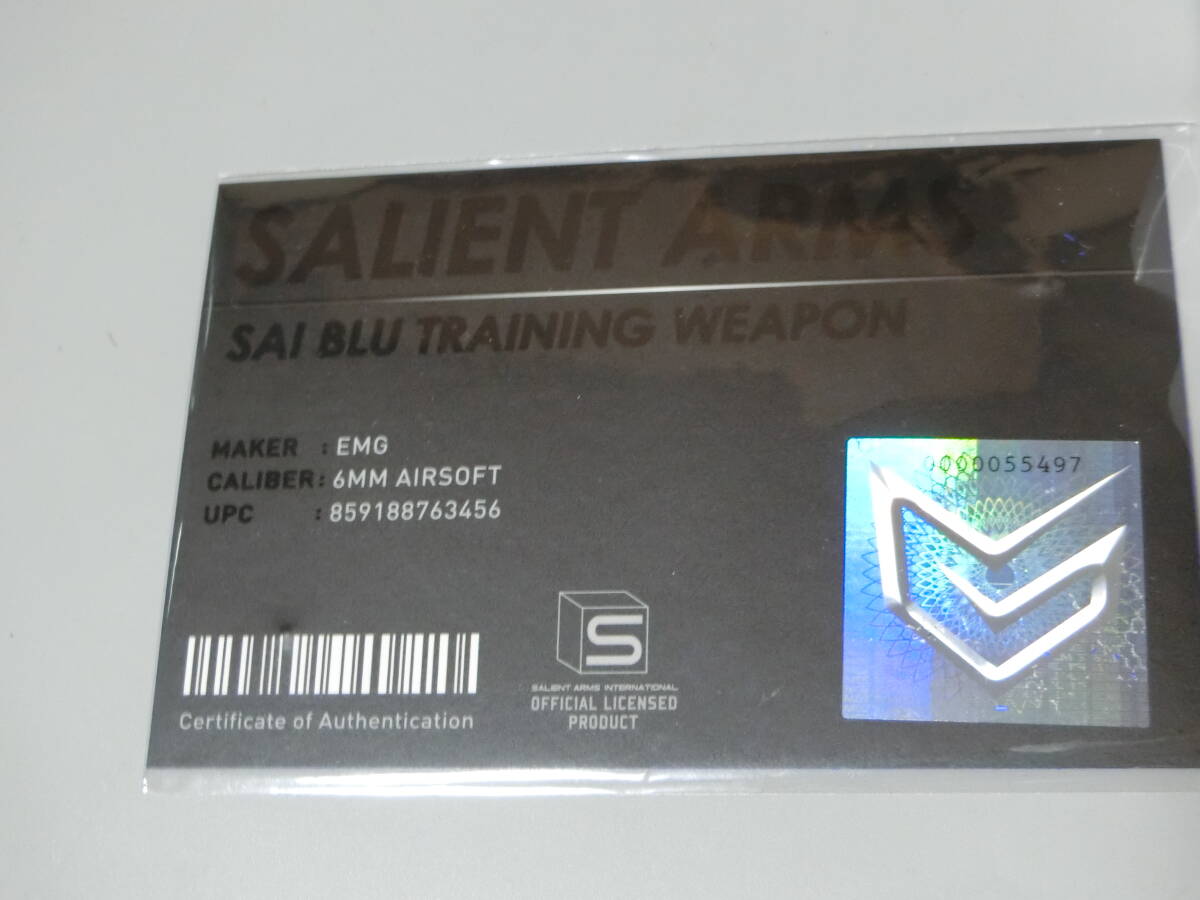 SALIENT ARMS
SAI BLU TRAINING WEAPON
MAKER : EMG
CALIBER: 6MM AIRSOFT
UPC : 859188763456
0000055497
S
SALIENT ARMS INTERNATIONAL
OFFICIAL LICENSED
PRODUCT
Certificate of Authentication